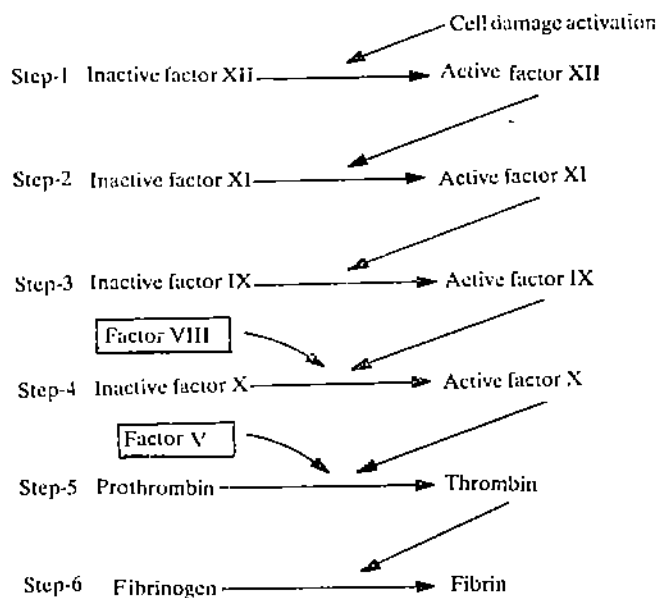 Cell damage activation
Step-1 Inactive factor XII Active factor XII
Step-2 Inactive factor XI Active factor XI
Step-3 Inactive factor IX Active factor IX
Factor VIII
Step-4 Inactive factor X Active factor X
Factor V
Step-5 Prothrombin Thrombin
Step-6 Fibrinogen Fibrin